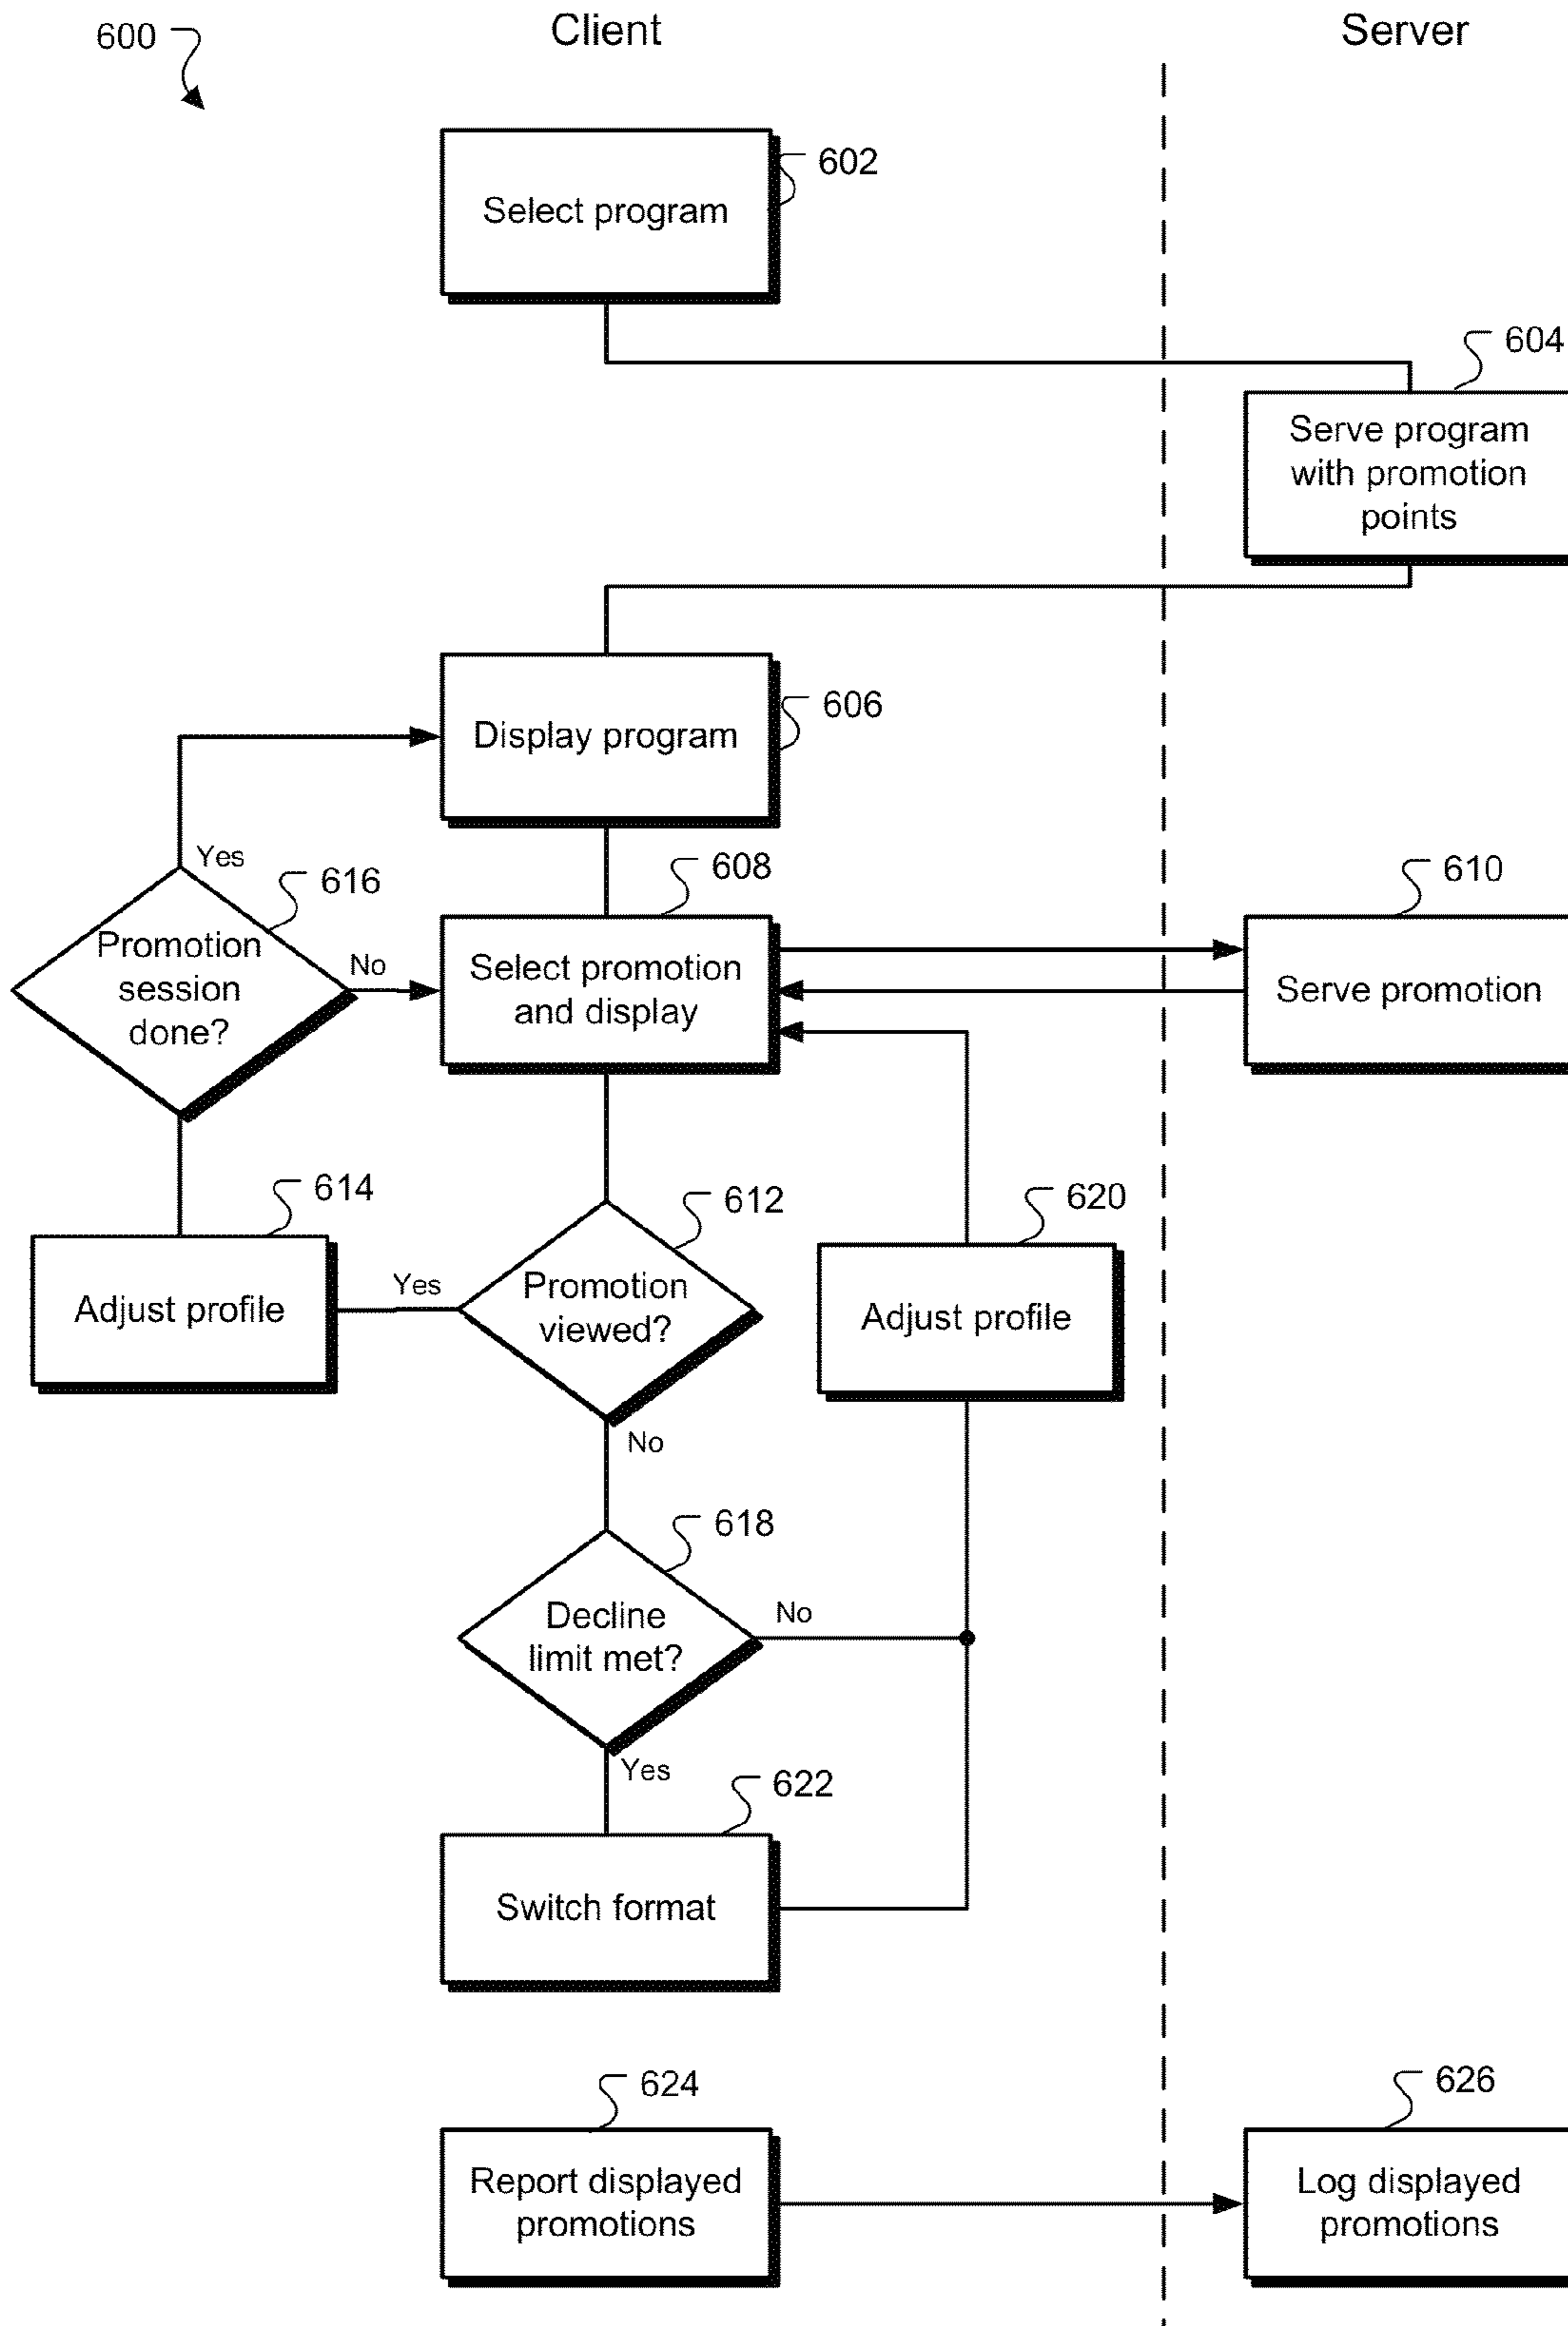 600
Client
Server
602
Select program
604
Serve program
with promotion
points
606
Display program
Yes
616
Promotion
session
done?
No
608
Select promotion
and display
610
Serve promotion
614
Adjust profile
Yes
612
Promotion
viewed?
No
620
Adjust profile
618
Decline
limit met?
No
Yes
622
Switch format
624
Report displayed
promotions
626
Log displayed
promotions